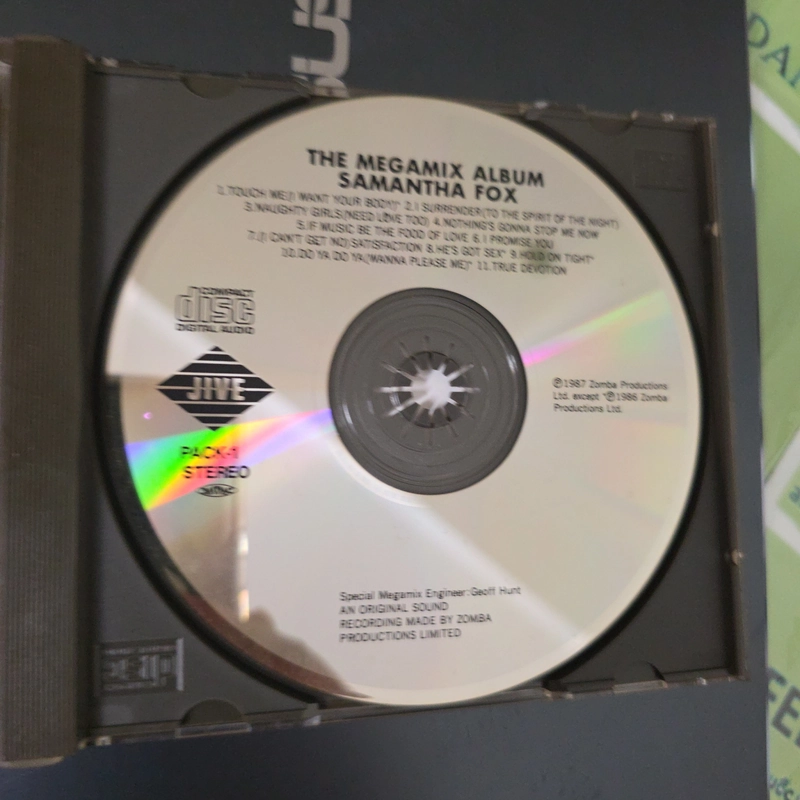 THE MEGAMIX ALBUM
SAMANTHA FOX
1.TOUCH ME(I WANT YOUR BODY)* 2.I SURRENDER(TO THE SPIRIT OF THE NIGHT)
3.NAUGHTY GIRLS(NEED LOVE TOO) 4.NOTHING'S GONNA STOP ME NOW
5.IF MUSIC BE THE FOOD OF LOVE 6.I PROMISE YOU
7.(I CAN'T GET NO)SATISFACTION 8.HE'S GOT SEX* 9.HOLD ON TIGHT*
10.DO YA DO YA(WANNA PLEASE ME)* 11.TRUE DEVOTION
COMPACT
disc
DIGITAL AUDIO
JIVE
PACK-1
STEREO
℗1987 Zomba Productions
Ltd. except *℗1986 Zomba
Productions Ltd.
Special Megamix Engineer:Geoff Hunt
AN ORIGINAL SOUND
RECORDING MADE BY ZOMBA
PRODUCTIONS LIMITED